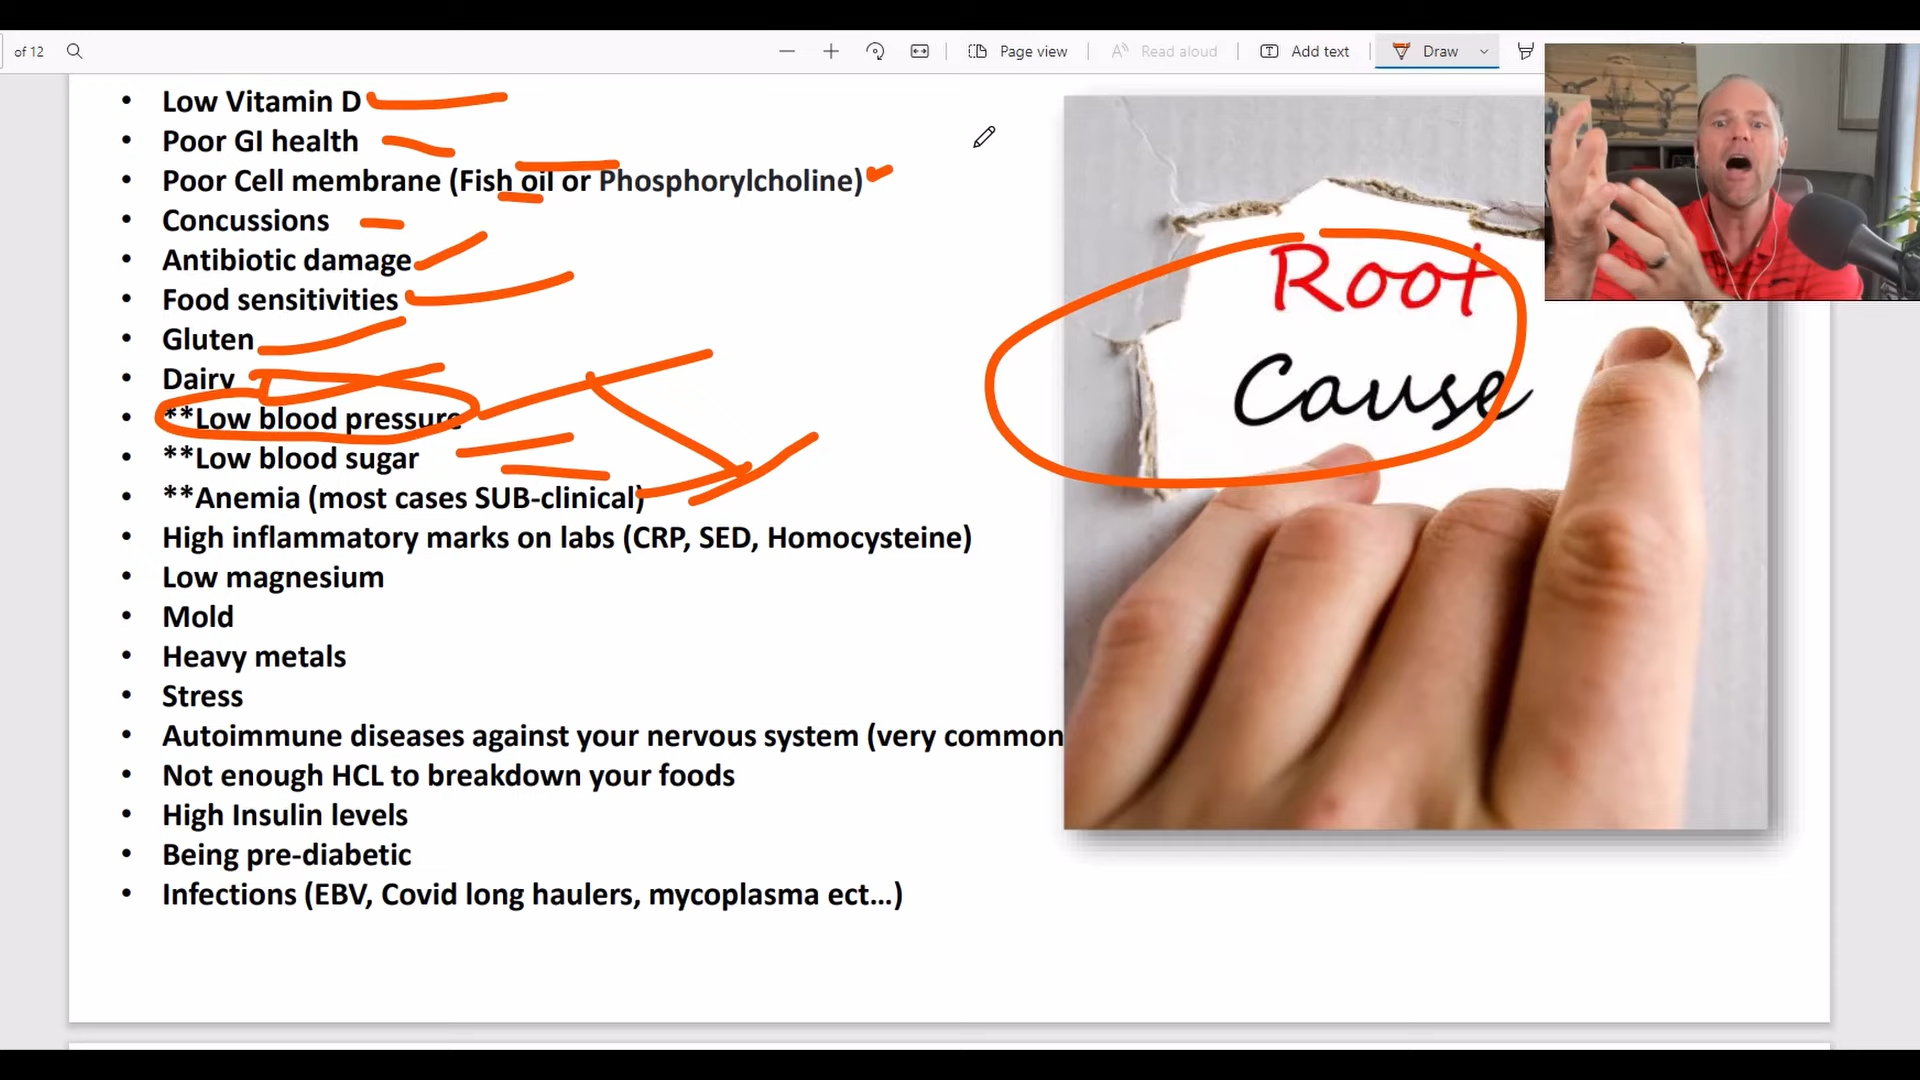 of 12
Page view
Read aloud
Add text
Draw
• Low Vitamin D
• Poor GI health
• Poor Cell membrane (Fish oil or Phosphorylcholine)
• Concussions
• Antibiotic damage
• Food sensitivities
• Gluten
• Dairy
• **Low blood pressure
• **Low blood sugar
• **Anemia (most cases SUB-clinical)
• High inflammatory marks on labs (CRP, SED, Homocysteine)
• Low magnesium
• Mold
• Heavy metals
• Stress
• Autoimmune diseases against your nervous system (very common
• Not enough HCL to breakdown your foods
• High Insulin levels
• Being pre-diabetic
• Infections (EBV, Covid long haulers, mycoplasma ect...)
Root
Cause